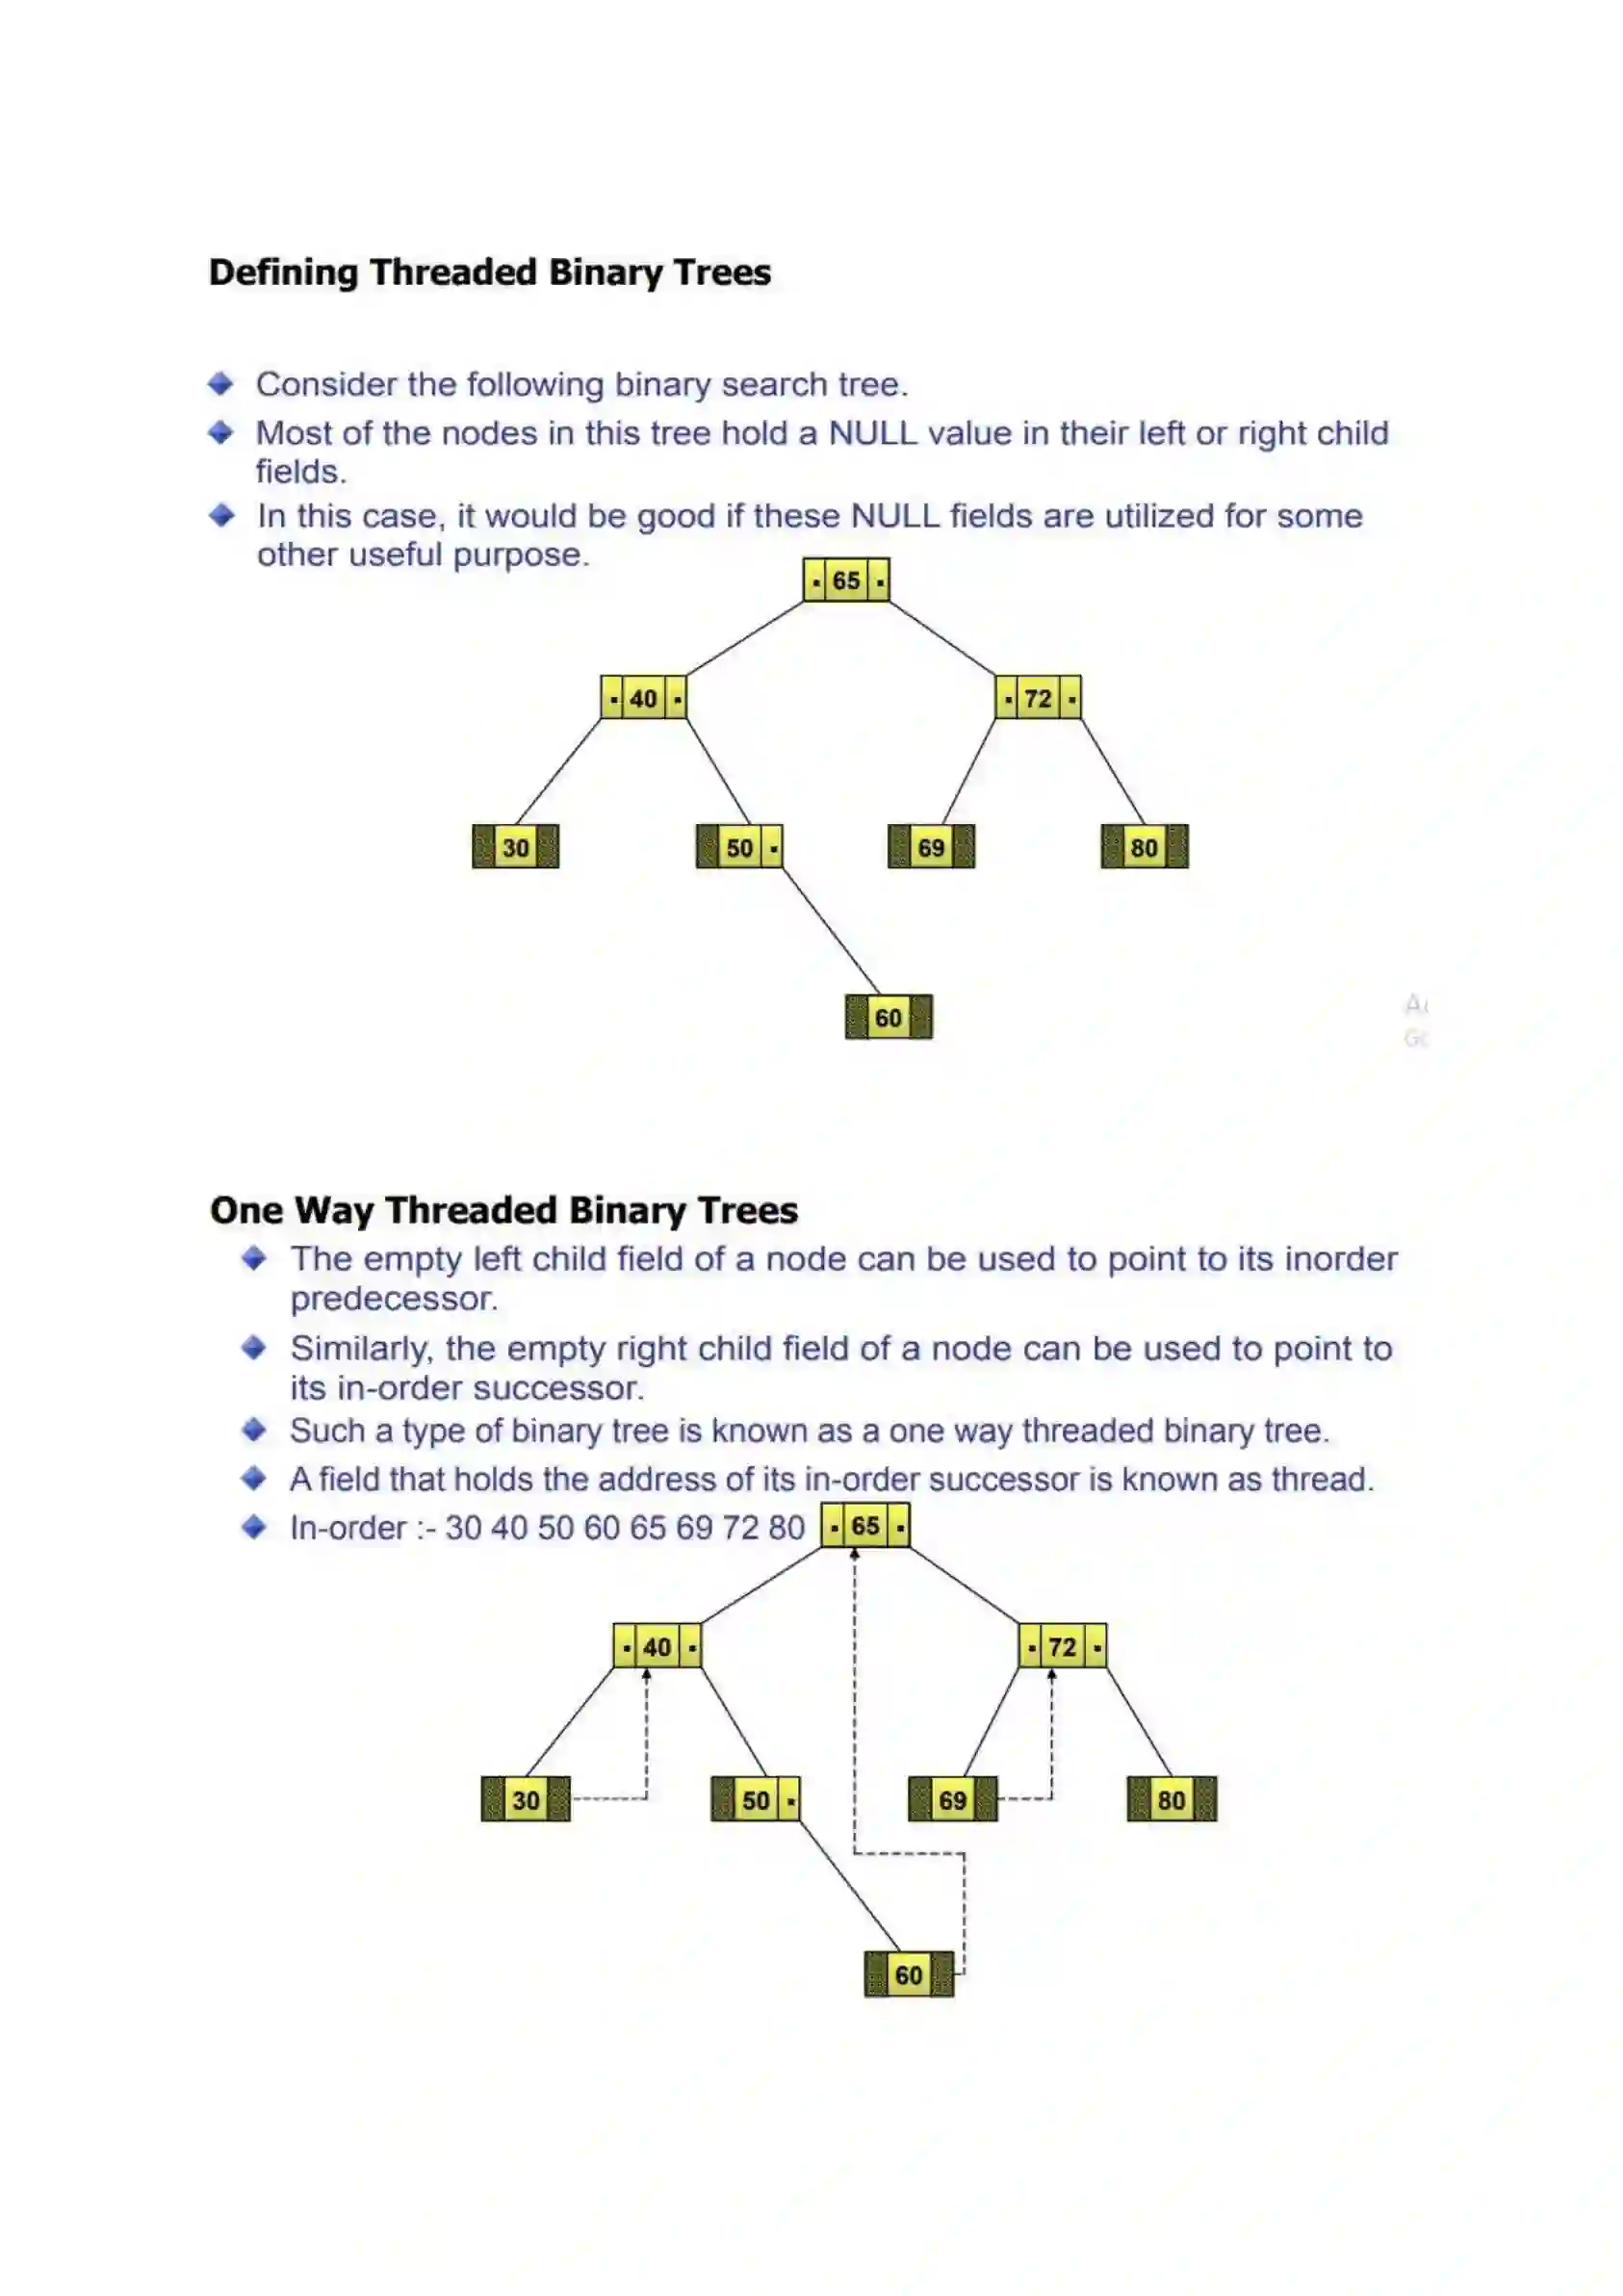 Defining Threaded Binary Trees
Consider the following binary search tree.
Most of the nodes in this tree hold a NULL value in their left or right child
fields.
In this case, it would be good if these NULL fields are utilized for some
other useful purpose.
65
40 72
30 50 69 80
60
One Way Threaded Binary Trees
The empty left child field of a node can be used to point to its inorder
predecessor.
Similarly, the empty right child field of a node can be used to point to
its in-order successor.
Such a type of binary tree is known as a one way threaded binary tree.
A field that holds the address of its in-order successor is known as thread.
In-order :- 30 40 50 60 65 69 72 80
65
40 72
30 50 69 80
60